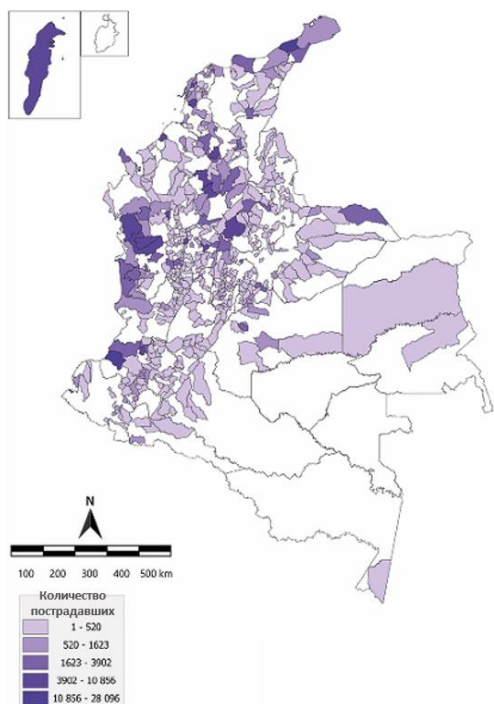 N
100 200 300 400 500 km
Количество
пострадавших
1 - 520
520 - 1623
1623 - 3902
3902 - 10 856
10 856 - 28 096